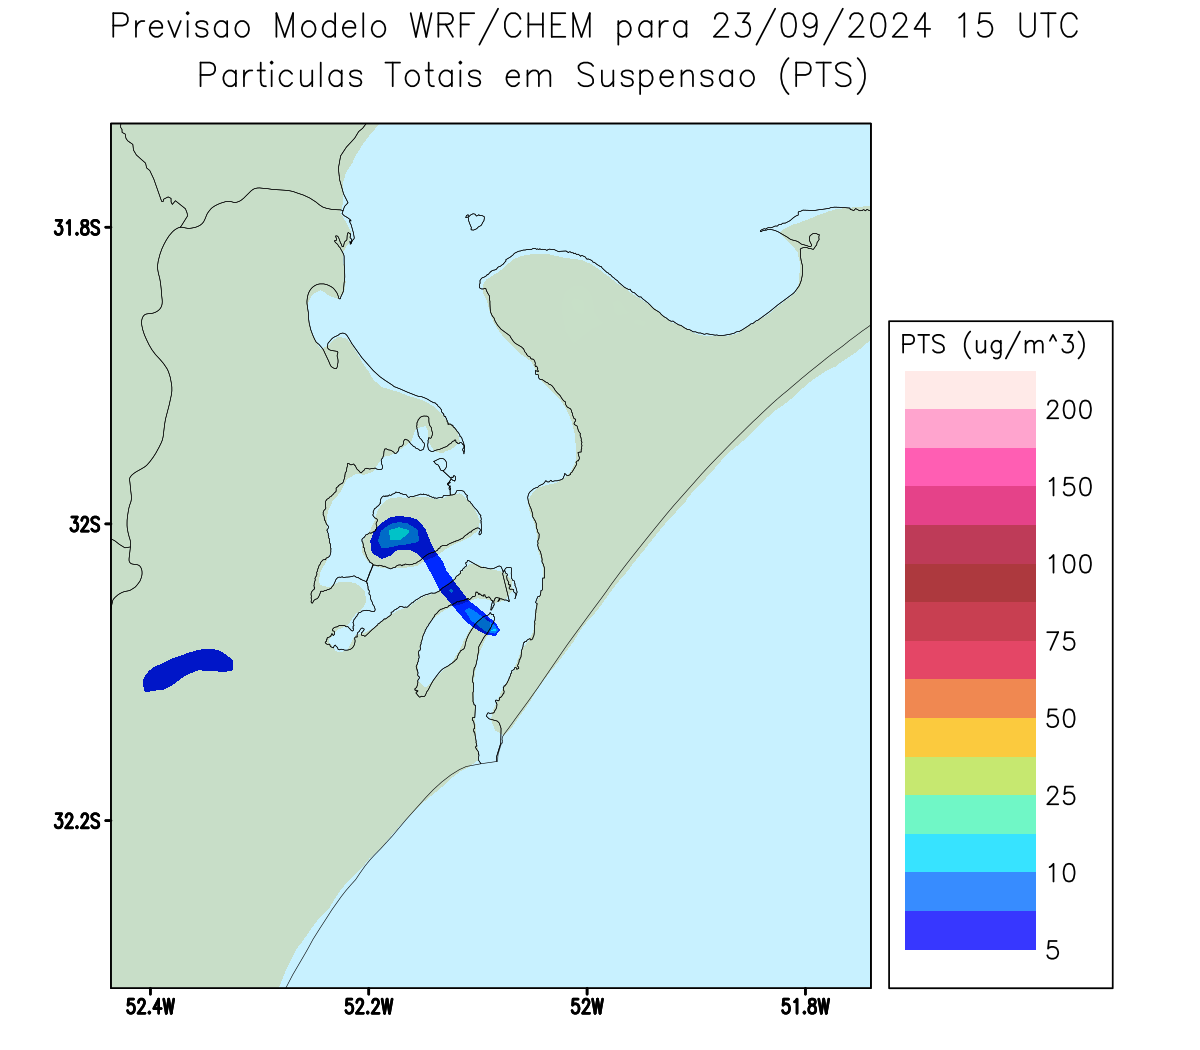 Previsao Modelo WRF/CHEM para 23/09/2024 15 UTC
Particulas Totais em Suspensao (PTS)
31.8S
32S
32.2S
52.4W
52.2W
52W
51.8W
PTS (ug/m^3)
200
150
100
75
50
25
10
5